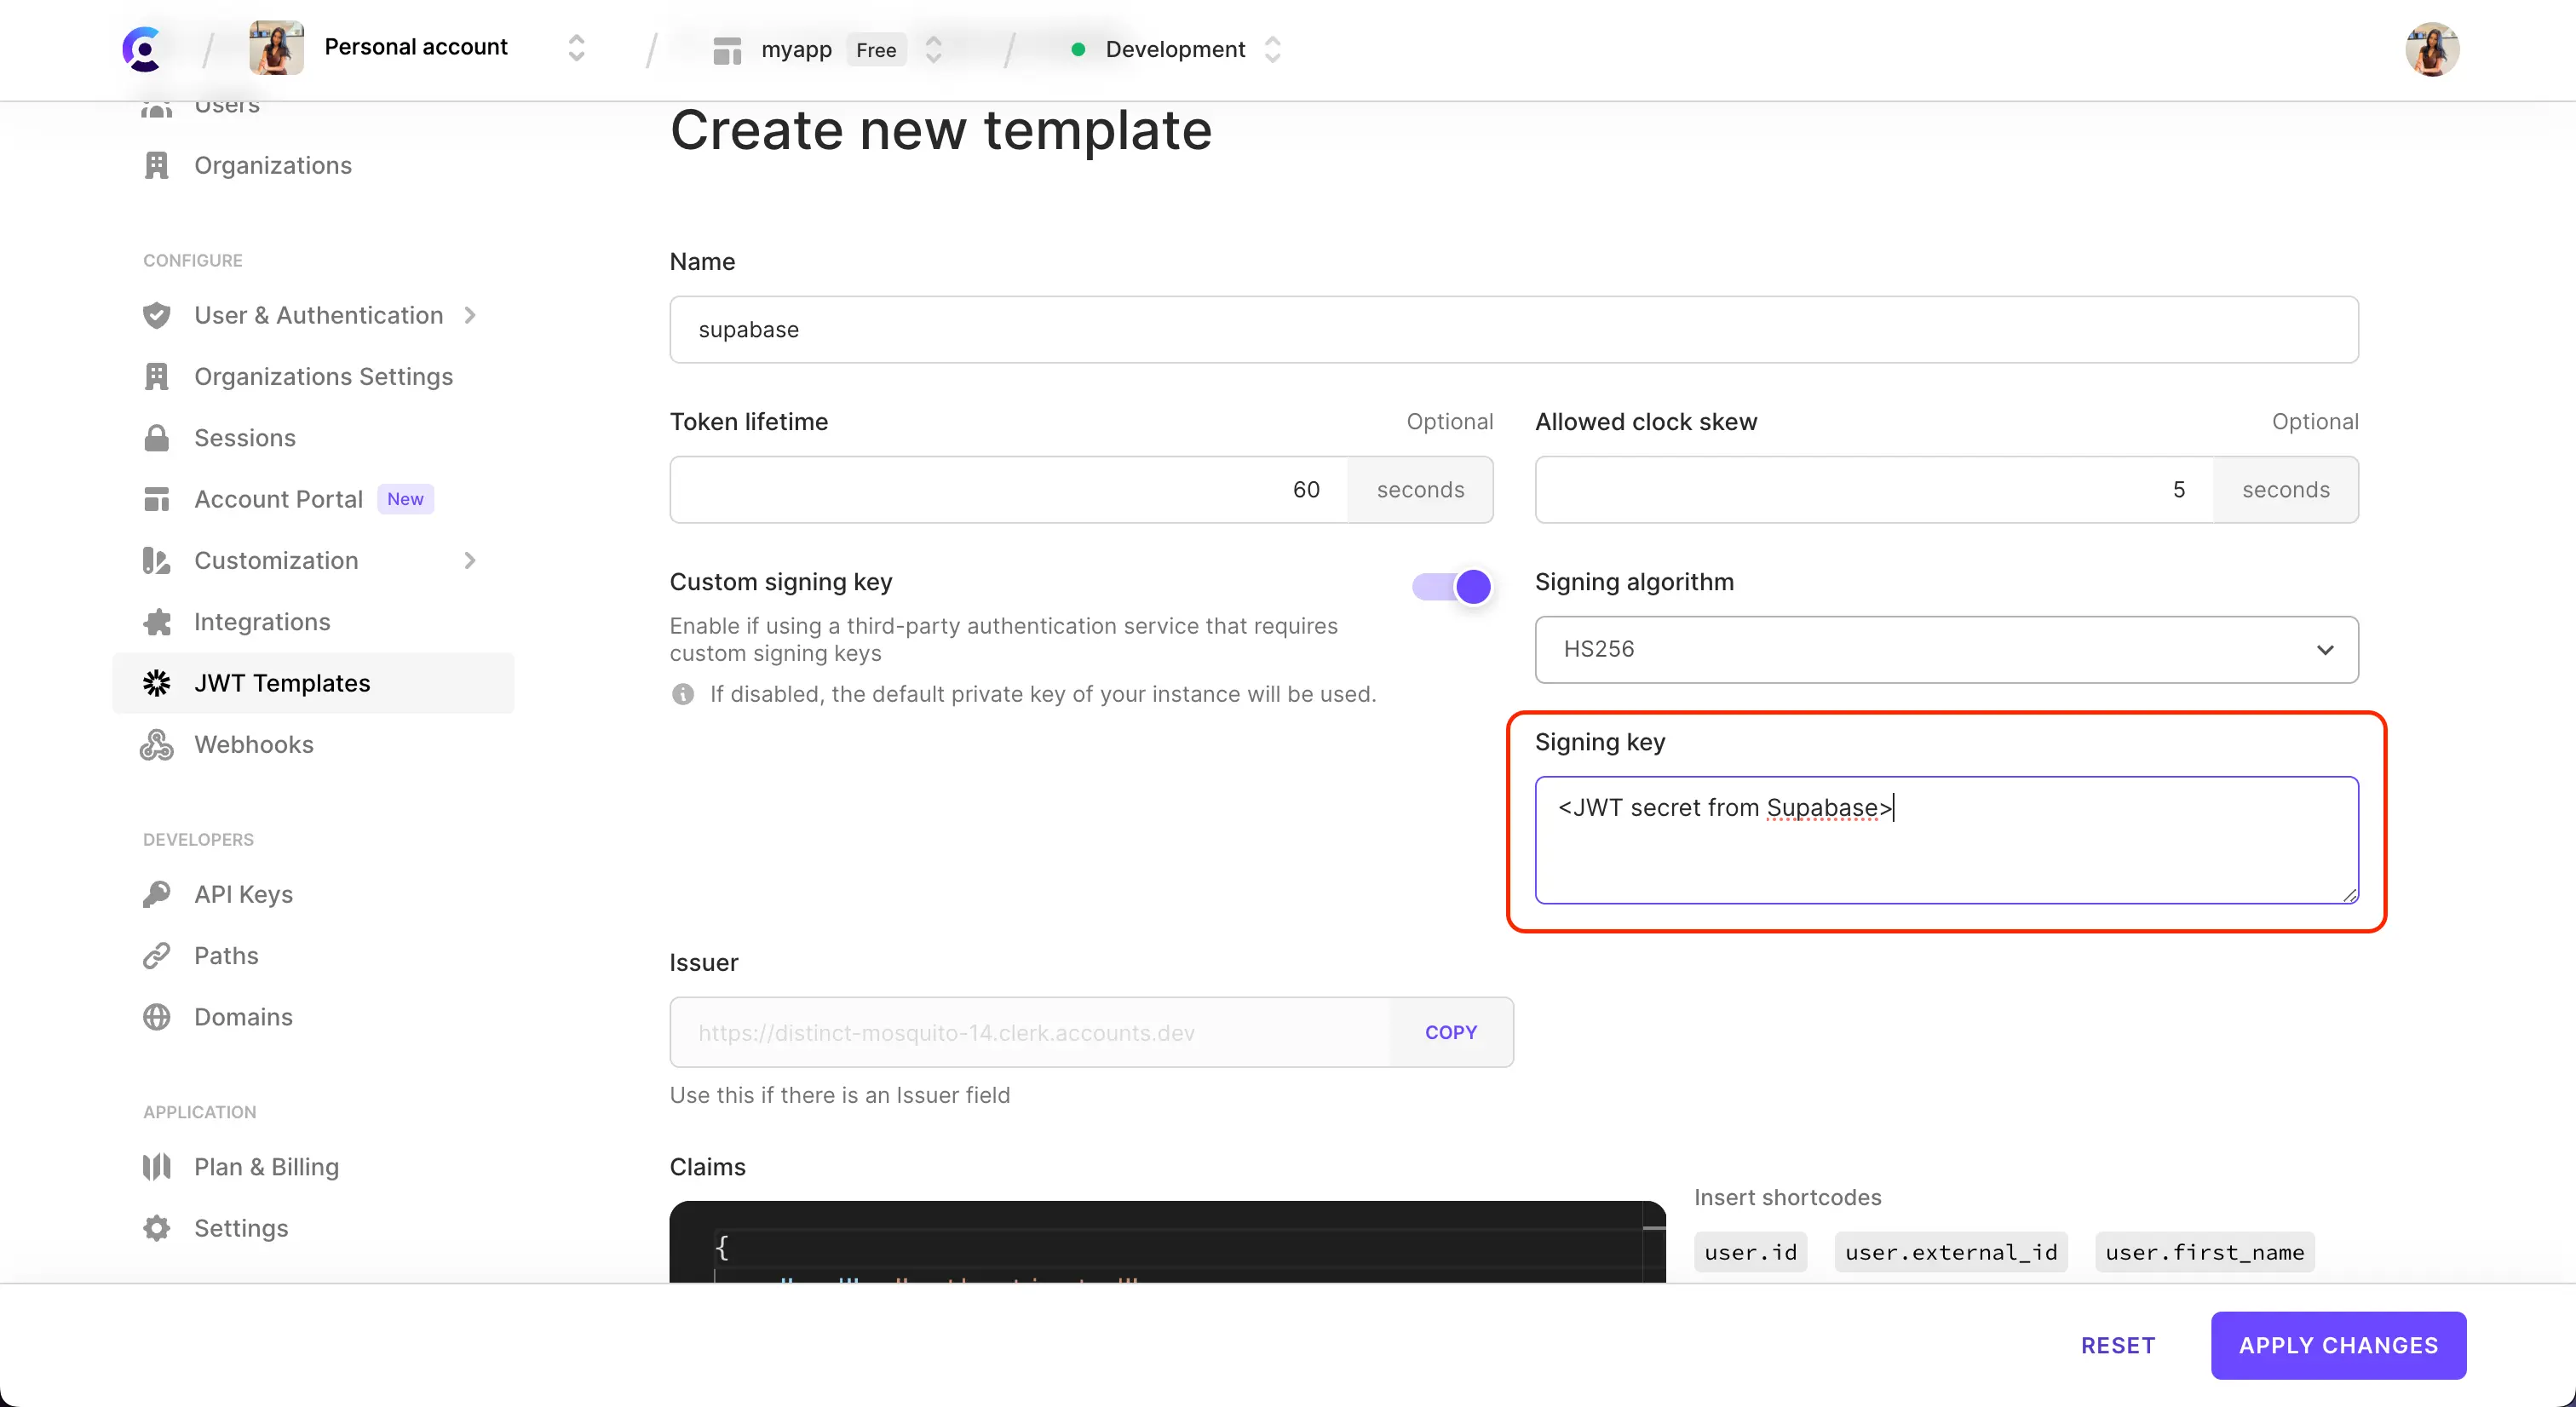 Personal account
myapp Free
Development
Users
Organizations
CONFIGURE
User & Authentication
Organizations Settings
Sessions
Account Portal New
Customization
Integrations
JWT Templates
Webhooks
DEVELOPERS
API Keys
Paths
Domains
APPLICATION
Plan & Billing
Settings
Create new template
Name
supabase
Token lifetime Optional
60 seconds
Allowed clock skew Optional
5 seconds
Custom signing key
Enable if using a third-party authentication service that requires
custom signing keys
If disabled, the default private key of your instance will be used.
Signing algorithm
HS256
Signing key
<JWT secret from Supabase>
Issuer
https://distinct-mosquito-14.clerk.accounts.dev COPY
Use this if there is an Issuer field
Claims
{
Insert shortcodes
user.id user.external_id user.first_name
RESET APPLY CHANGES